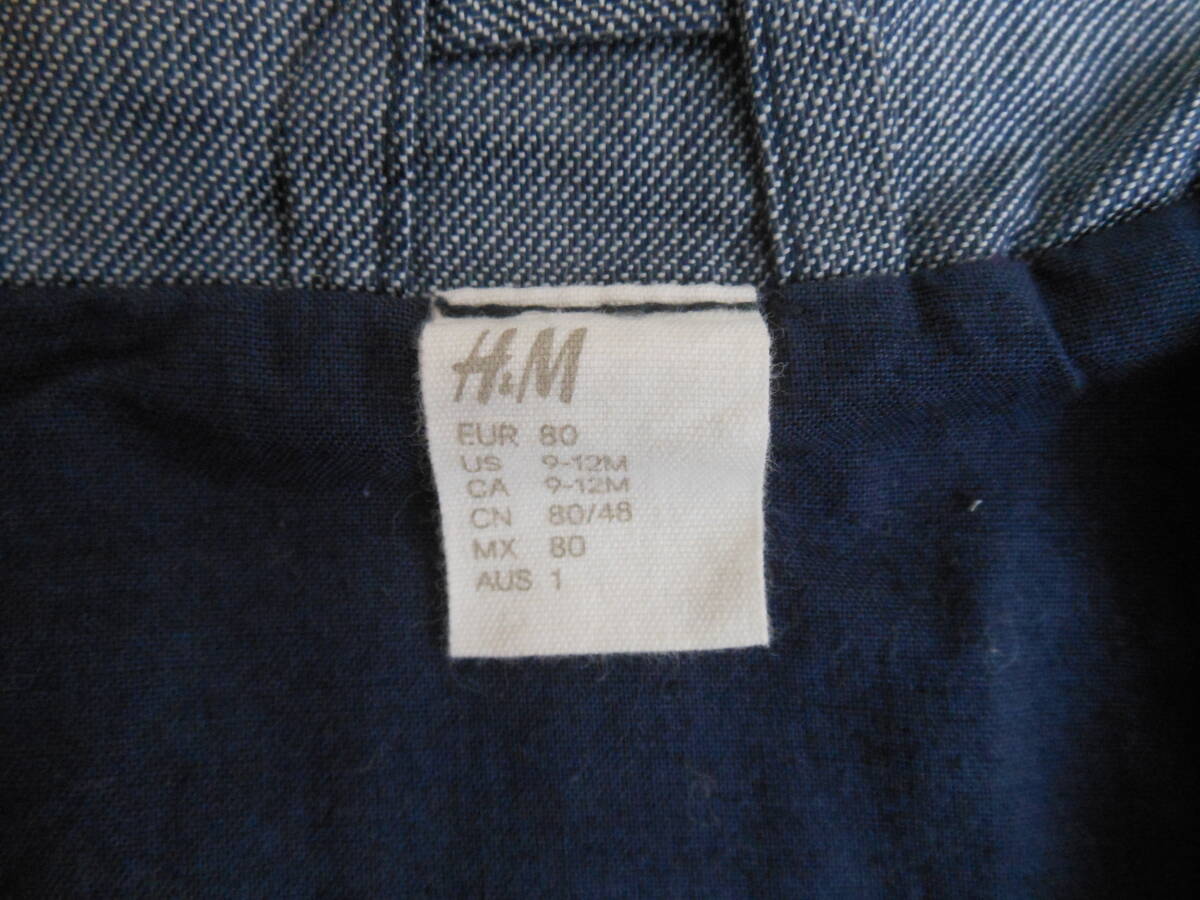 H&M
EUR 80
US 9-12M
CA 9-12M
CN 80/48
MX 80
AUS 1